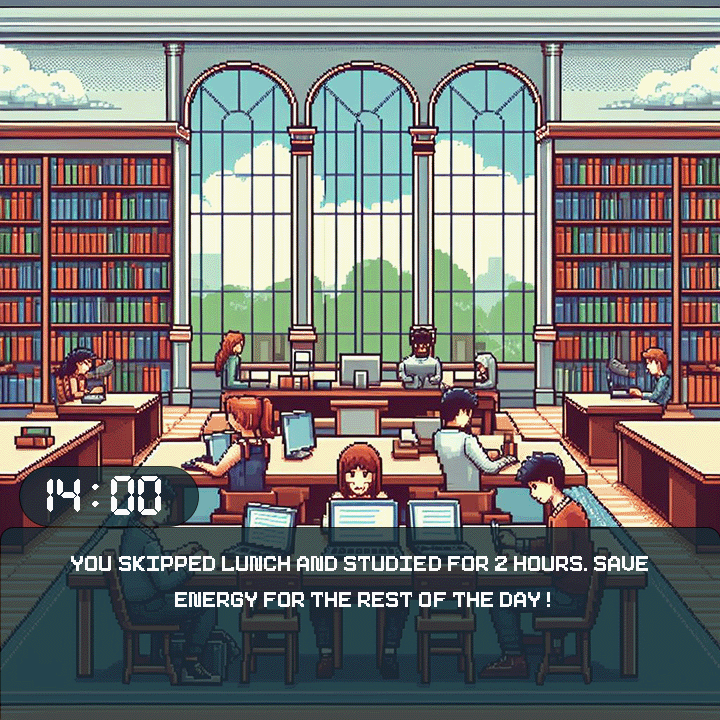 14:00
YOU SKIPPED LUNCH AND STUDIED FOR 2 HOURS. SAVE
ENERGY FOR THE REST OF THE DAY!